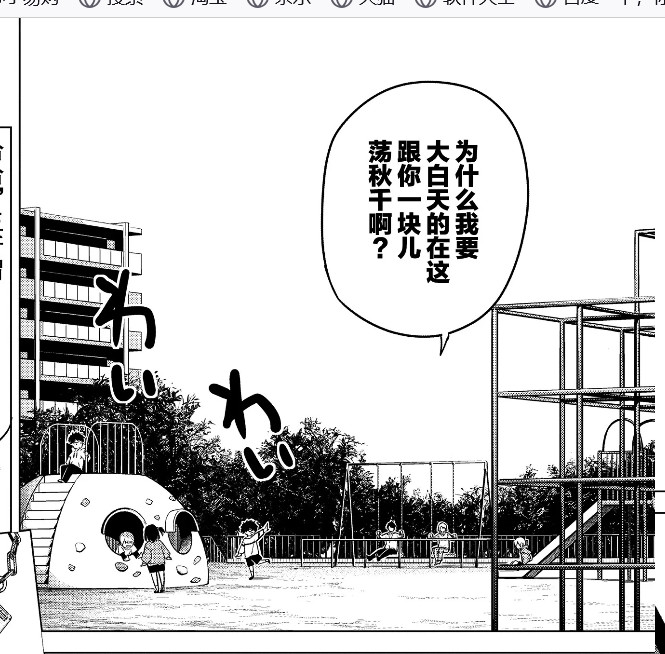 为什么我要
大白天的在这
跟你一块儿
荡秋千啊？
わい
わい